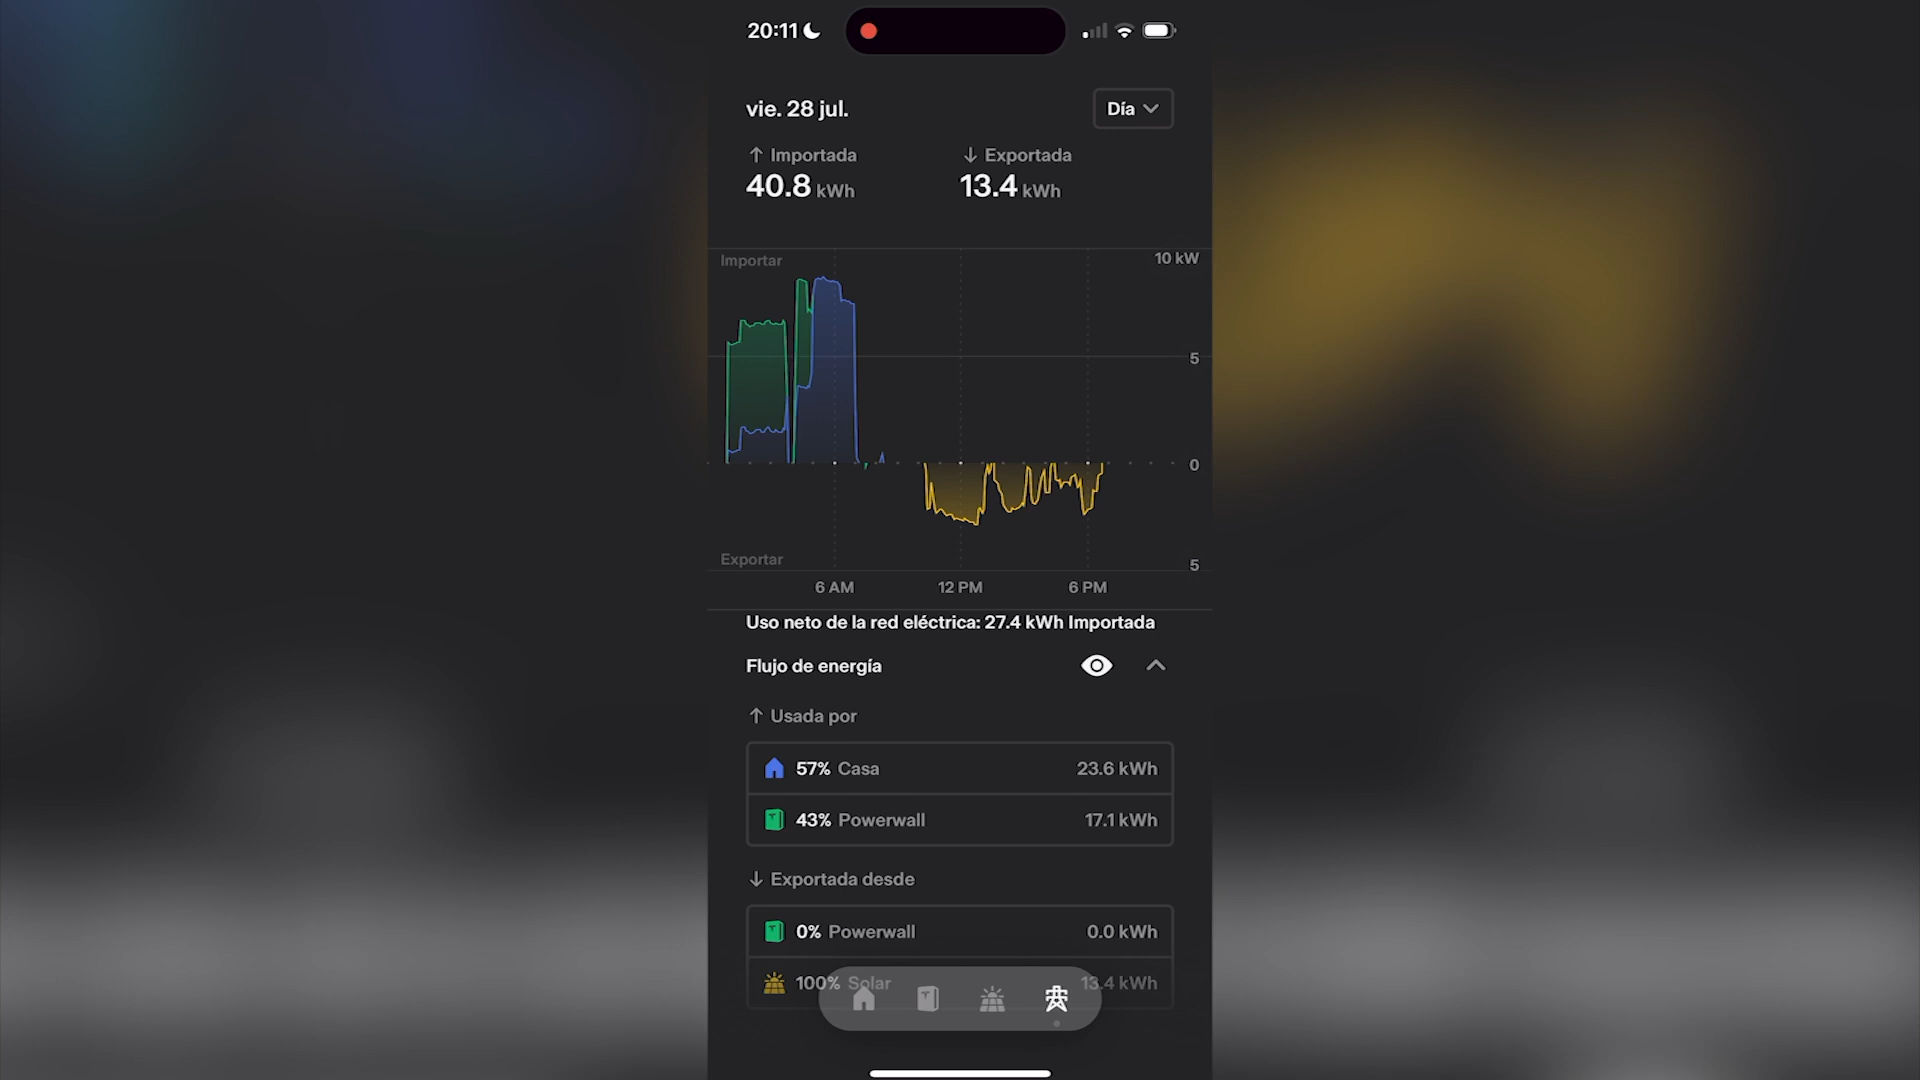 20:11
vie. 28 jul.
Día
↑ Importada
↓ Exportada
40.8 kWh
13.4 kWh
Importar
10 kW
5
0
Exportar
5
6 AM
12 PM
6 PM
Uso neto de la red eléctrica: 27.4 kWh Importada
Flujo de energía
↑ Usada por
57% Casa
23.6 kWh
43% Powerwall
17.1 kWh
↓ Exportada desde
0% Powerwall
0.0 kWh
100% Solar
13.4 kWh